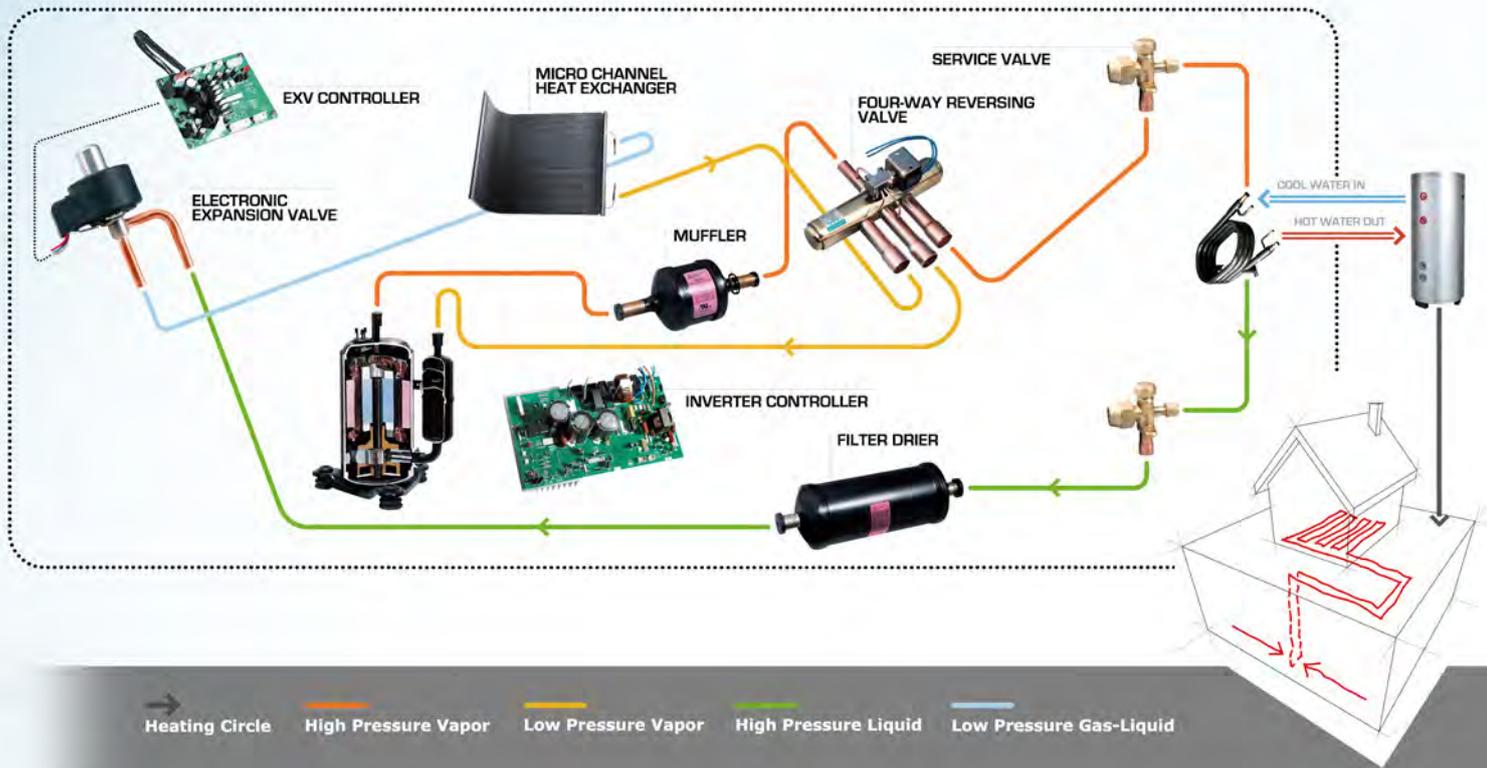 SERVICE VALVE
MICRO CHANNEL
HEAT EXCHANGER
EXV CONTROLLER
FOUR-WAY REVERSING
VALVE
COOL WATER IN
ELECTRONIC
EXPANSION VALVE
HOT WATER OUT
MUFFLER
INVERTER CONTROLLER
FILTER DRIER
Heating Circle
High Pressure Vapor
Low Pressure Vapor
High Pressure Liquid
Low Pressure Gas-Liquid